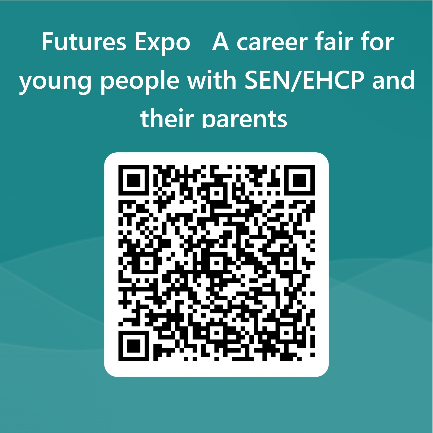 Futures Expo   A career fair for
young people with SEN/EHCP and
their parents